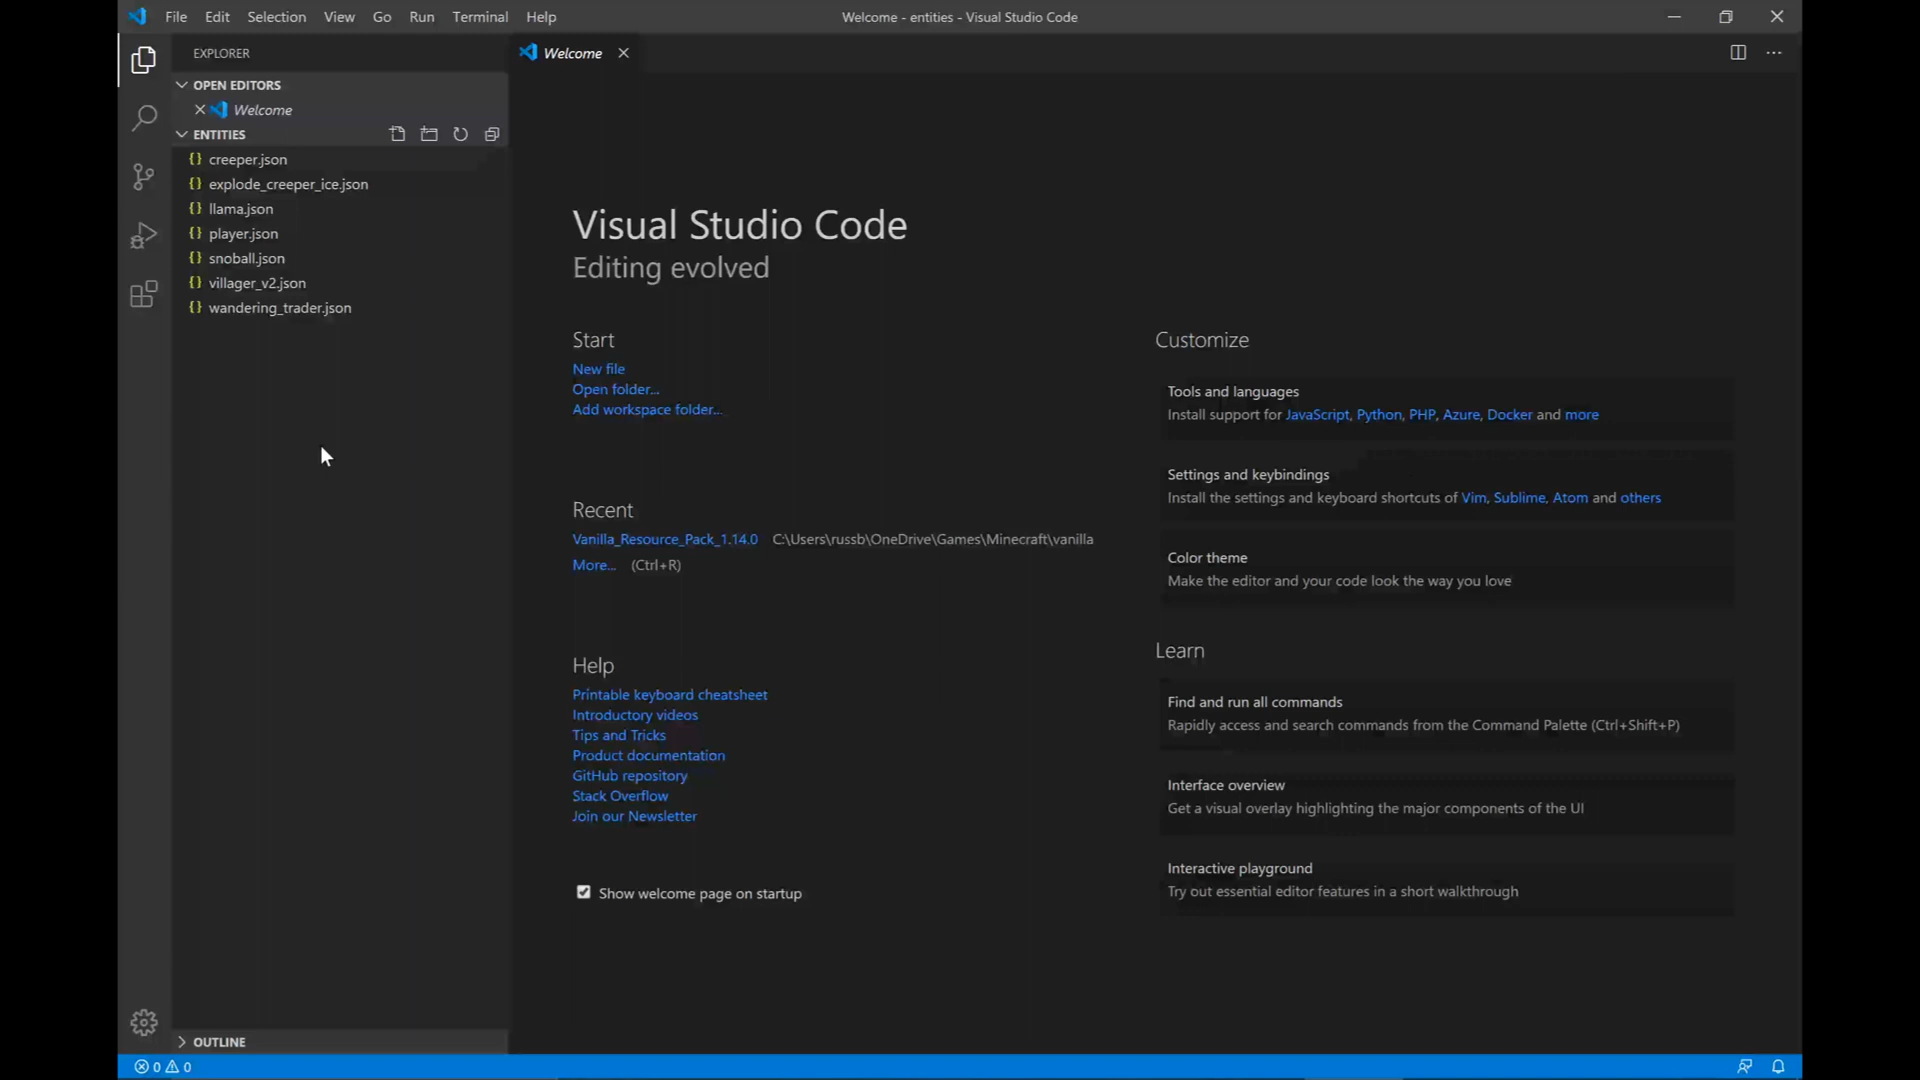 File Edit Selection View Go Run Terminal Help
Welcome - entities - Visual Studio Code
EXPLORER
Welcome
OPEN EDITORS
Welcome
ENTITIES
creeper.json
explode_creeper_ice.json
llama.json
player.json
snoball.json
villager_v2.json
wandering_trader.json
OUTLINE
Visual Studio Code
Editing evolved
Start
New file
Open folder...
Add workspace folder...
Recent
Vanilla_Resource_Pack_1.14.0 C:\Users\russb\OneDrive\Games\Minecraft\vanilla
More... (Ctrl+R)
Help
Printable keyboard cheatsheet
Introductory videos
Tips and Tricks
Product documentation
GitHub repository
Stack Overflow
Join our Newsletter
Show welcome page on startup
Customize
Tools and languages
Install support for JavaScript, Python, PHP, Azure, Docker and more
Settings and keybindings
Install the settings and keyboard shortcuts of Vim, Sublime, Atom and others
Color theme
Make the editor and your code look the way you love
Learn
Find and run all commands
Rapidly access and search commands from the Command Palette (Ctrl+Shift+P)
Interface overview
Get a visual overlay highlighting the major components of the UI
Interactive playground
Try out essential editor features in a short walkthrough
0 0